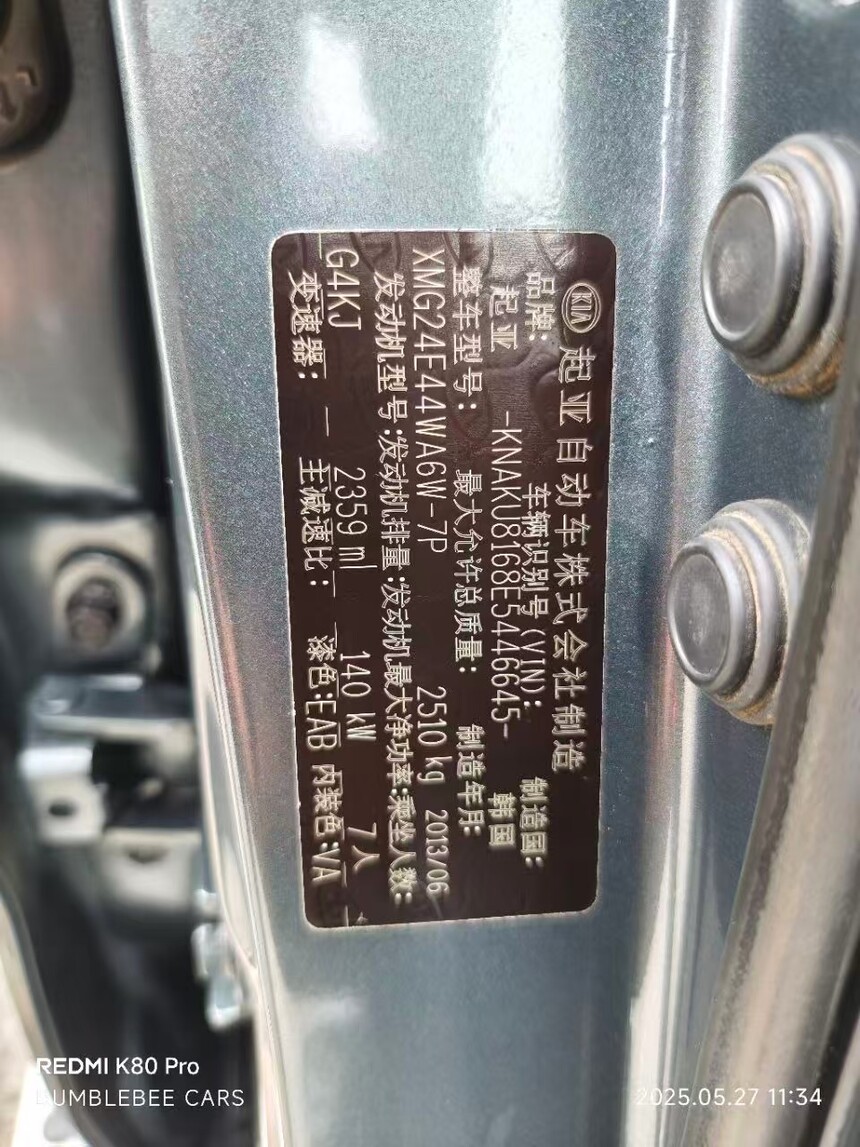 KIA 起亚自动车株式会社制造
品牌: 车辆识别号(VIN): 制造国:
起亚 -KNAKU8168E5446645- 韩国
整车型号: 最大允许总质量: 制造年月:
XMG24E44WA6W-7P 2510 kg 2013/06
发动机型号:发动机排量:发动机最大净功率:乘坐人数:
G4KJ 2359 ml 140 kW 7人
变速器: — 主减速比: — 漆色:EAB 内装色:VA
REDMI K80 Pro
BUMBLEBEE CARS
2025.05.27 11:34